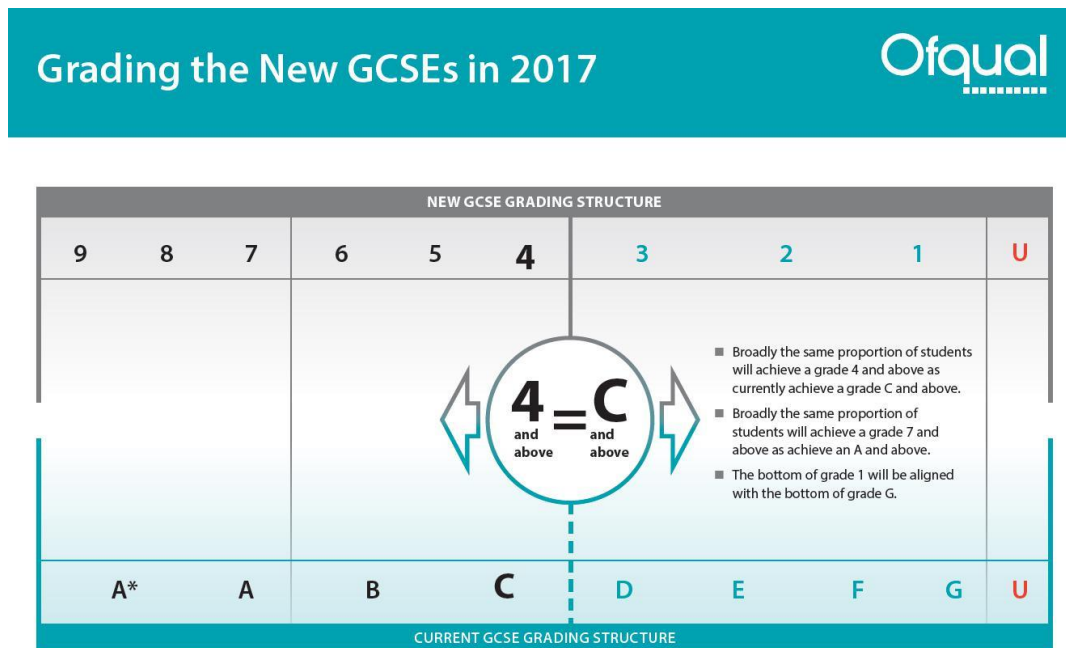 Grading the New GCSEs in 2017
Ofqual
NEW GCSE GRADING STRUCTURE
9 8 7 6 5 4 3 2 1 U
4 = C
and and
above above
■ Broadly the same proportion of students
will achieve a grade 4 and above as
currently achieve a grade C and above.
■ Broadly the same proportion of
students will achieve a grade 7 and
above as achieve an A and above.
■ The bottom of grade 1 will be aligned
with the bottom of grade G.
A* A B C D E F G U
CURRENT GCSE GRADING STRUCTURE